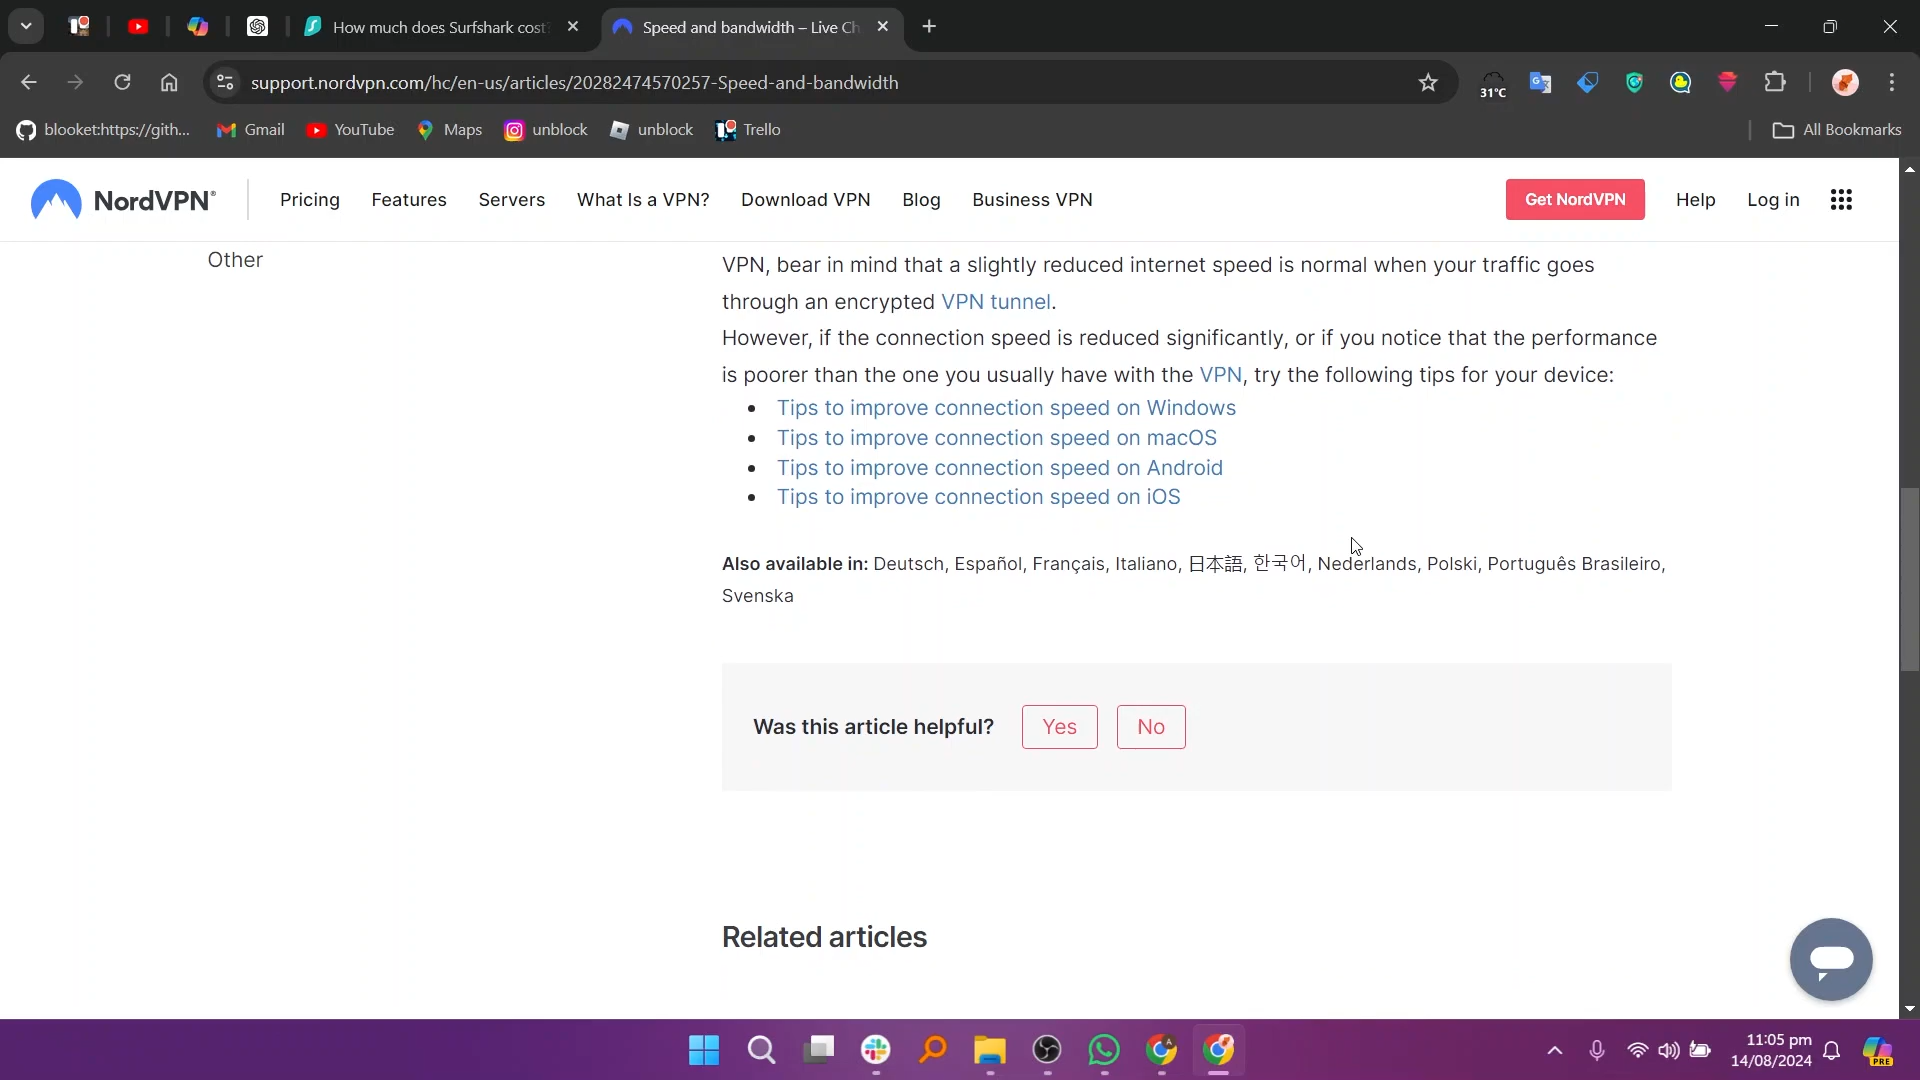 How much does Surfshark cost?
Speed and bandwidth – Live Ch
support.nordvpn.com/hc/en-us/articles/20282474570257-Speed-and-bandwidth
31°C
blooket:https://gith...
Gmail
YouTube
Maps
unblock
unblock
Trello
All Bookmarks
NordVPN®
Pricing
Features
Servers
What Is a VPN?
Download VPN
Blog
Business VPN
Get NordVPN
Help
Log in
Other
VPN, bear in mind that a slightly reduced internet speed is normal when your traffic goes
through an encrypted VPN tunnel.
However, if the connection speed is reduced significantly, or if you notice that the performance
is poorer than the one you usually have with the VPN, try the following tips for your device:
• Tips to improve connection speed on Windows
• Tips to improve connection speed on macOS
• Tips to improve connection speed on Android
• Tips to improve connection speed on iOS
Also available in: Deutsch, Español, Français, Italiano, 日本語, 한국어, Nederlands, Polski, Português Brasileiro,
Svenska
Was this article helpful?
Yes
No
Related articles
11:05 pm
14/08/2024
PRE